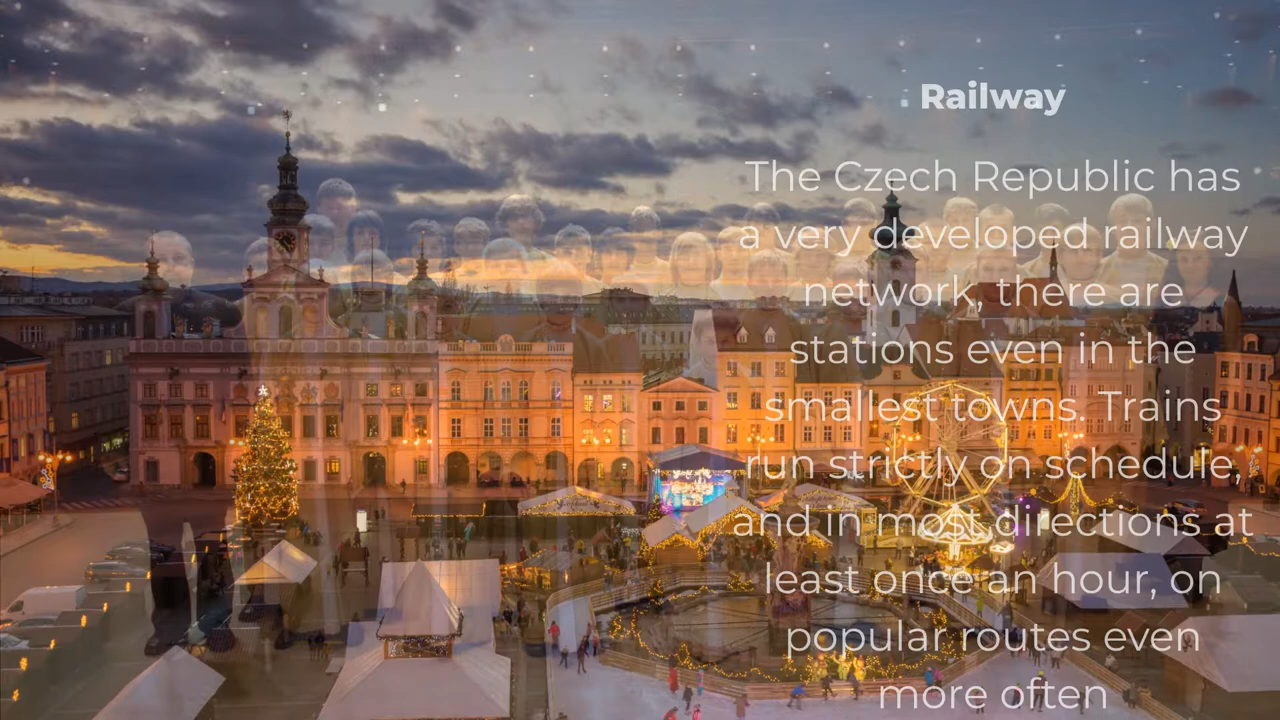 Railway
The Czech Republic has
a very developed railway
network, there are
stations even in the
smallest towns. Trains
run strictly on schedule,
and in most directions at
least once an hour, on
popular routes even
more often